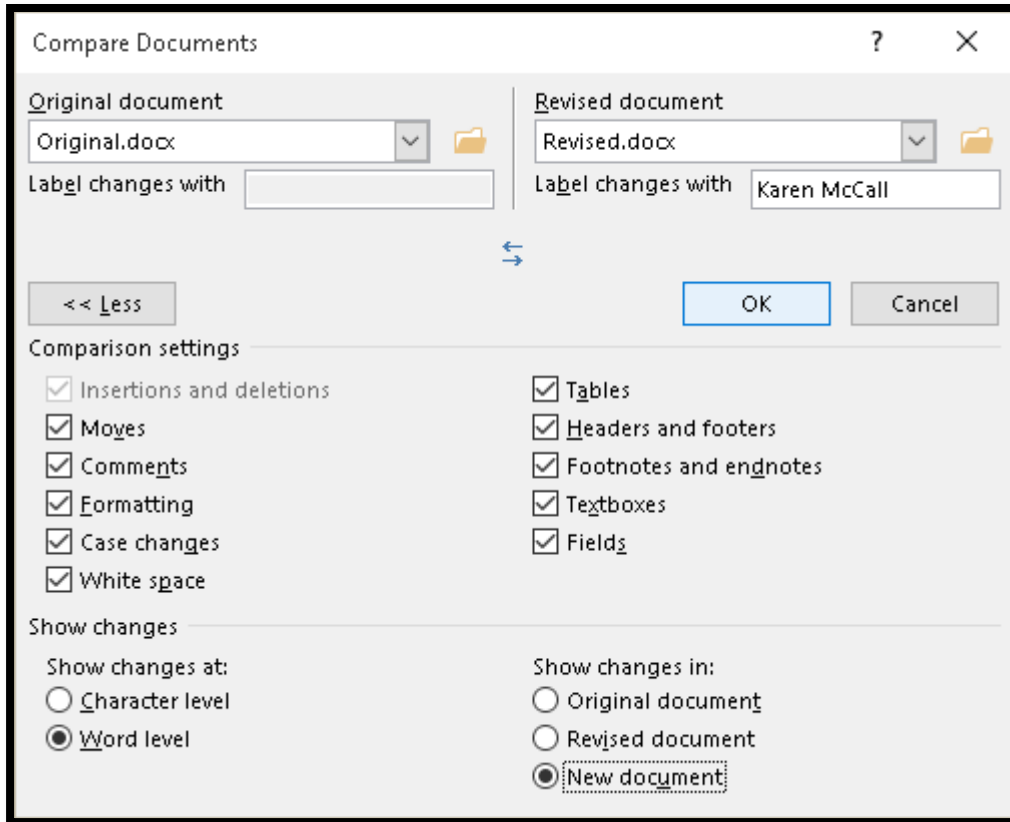 Compare Documents ?
Original document
Original.docx
Label changes with
Revised document
Revised.docx
Label changes with Karen McCall
<< Less
OK
Cancel
Comparison settings
Insertions and deletions
Moves
Comments
Formatting
Case changes
White space
Tables
Headers and footers
Footnotes and endnotes
Textboxes
Fields
Show changes
Show changes at:
Character level
Word level
Show changes in:
Original document
Revised document
New document